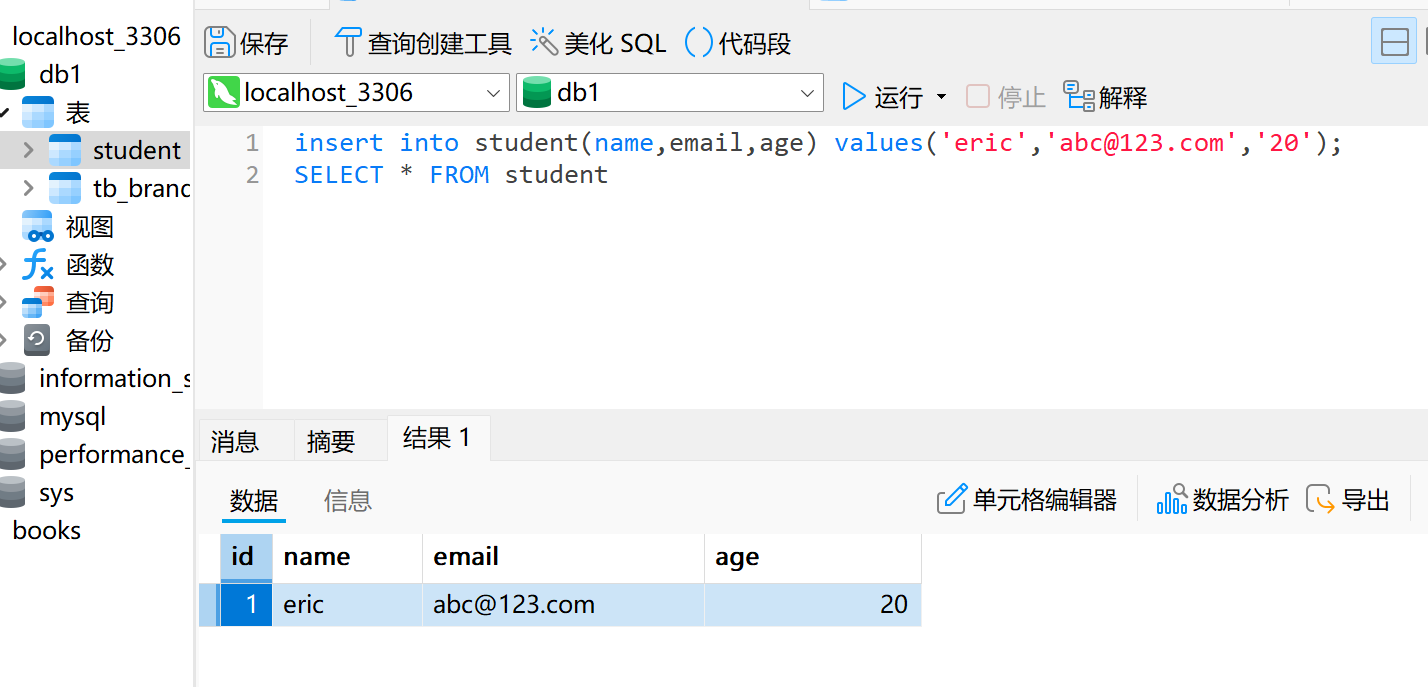 localhost_3306
db1
表
student
tb_branc
视图
函数
查询
备份
information_s
mysql
performance_
sys
books
保存 查询创建工具 美化 SQL () 代码段
localhost_3306 db1 运行 停止 解释
1 insert into student(name,email,age) values('eric','abc@123.com','20');
2 SELECT * FROM student
消息 摘要 结果 1
数据 信息 单元格编辑器 数据分析 导出
id name email age
1 eric abc@123.com 20